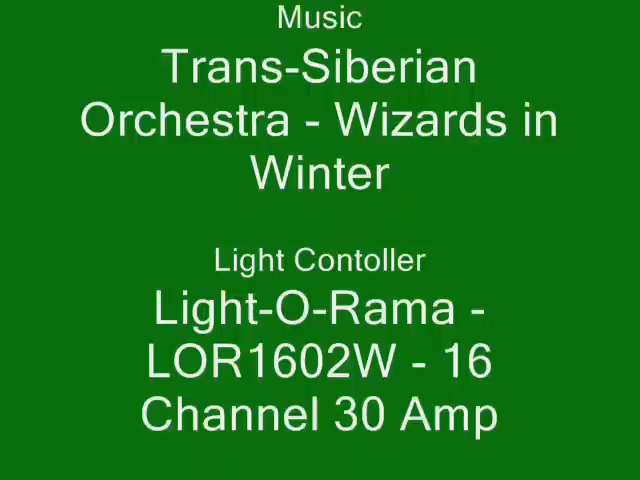 Music
Trans-Siberian
Orchestra - Wizards in
Winter
Light Contoller
Light-O-Rama -
LOR1602W - 16
Channel 30 Amp